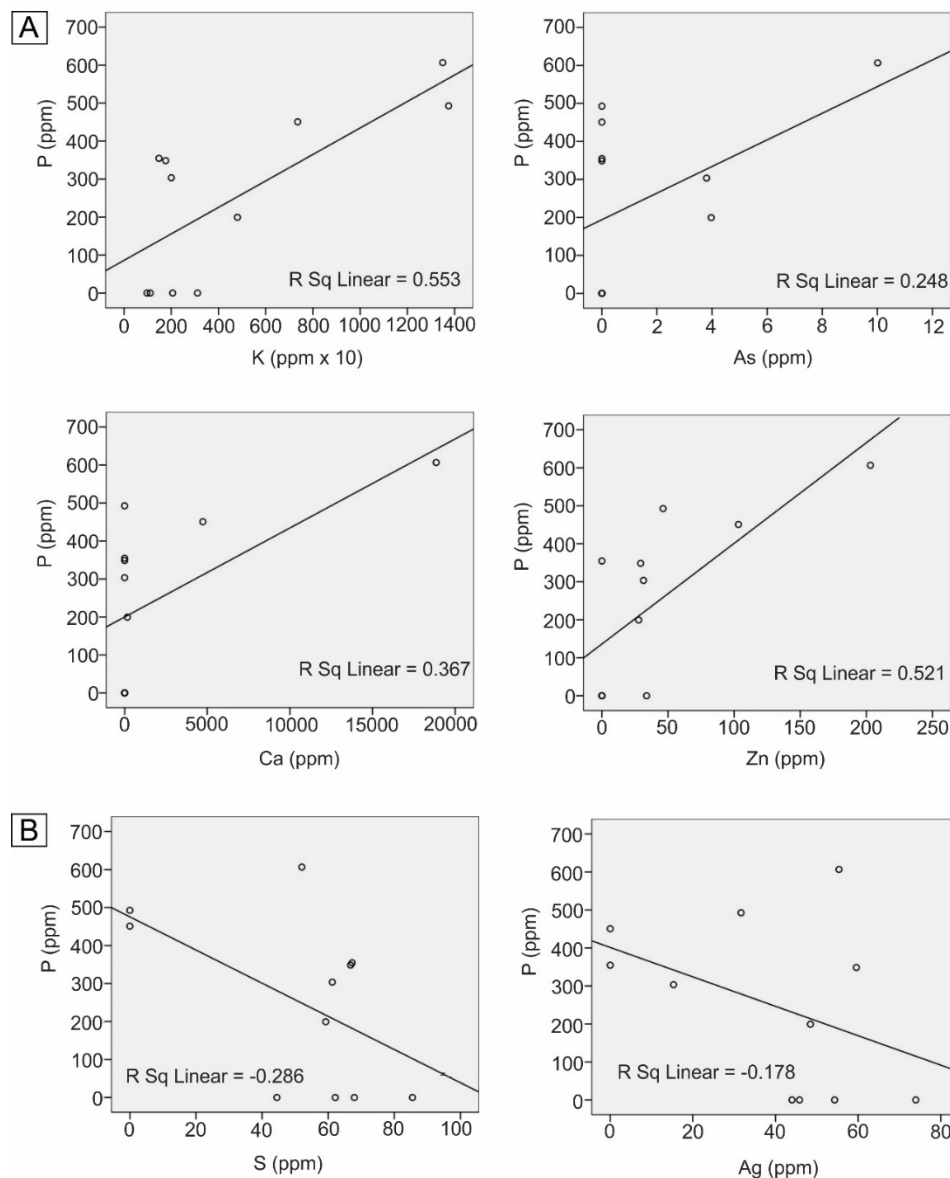 A
P (ppm)
700
600
500
400
300
200
100
0
R Sq Linear = 0.553
0 200 400 600 800 1000 1200 1400
K (ppm x 10)
P (ppm)
700
600
500
400
300
200
100
0
R Sq Linear = 0.248
0 2 4 6 8 10 12
As (ppm)
P (ppm)
700
600
500
400
300
200
100
0
R Sq Linear = 0.367
0 5000 10000 15000 20000
Ca (ppm)
P (ppm)
700
600
500
400
300
200
100
0
R Sq Linear = 0.521
0 50 100 150 200 250
Zn (ppm)
B
P (ppm)
700
600
500
400
300
200
100
0
R Sq Linear = -0.286
0 20 40 60 80 100
S (ppm)
P (ppm)
700
600
500
400
300
200
100
0
R Sq Linear = -0.178
0 20 40 60 80
Ag (ppm)